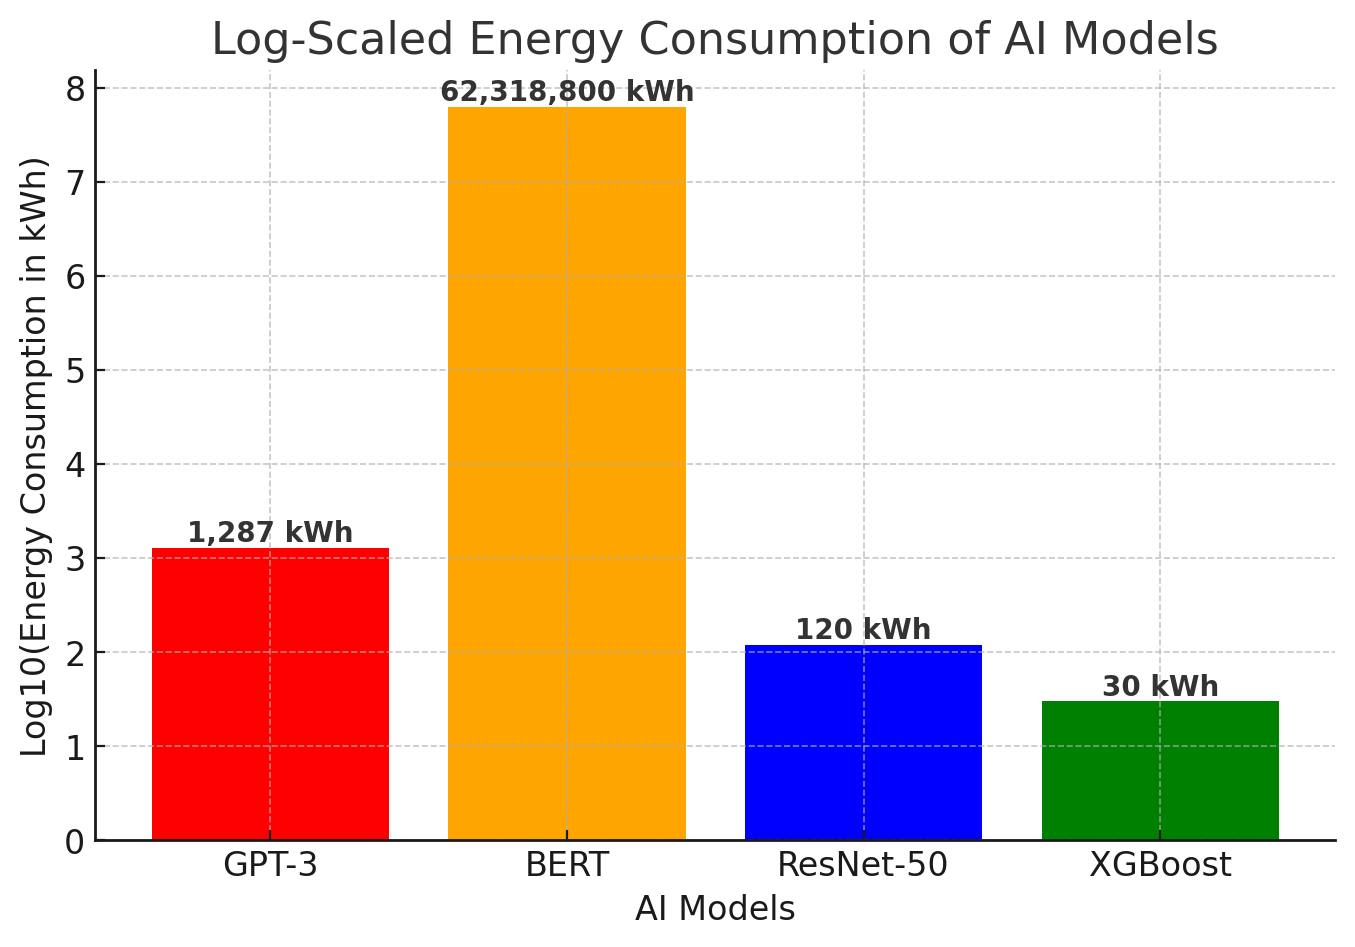 Log-Scaled Energy Consumption of AI Models
Log10(Energy Consumption in kWh)
8
7
6
5
4
3
2
1
0
1,287 kWh
62,318,800 kWh
120 kWh
30 kWh
GPT-3
BERT
ResNet-50
XGBoost
AI Models